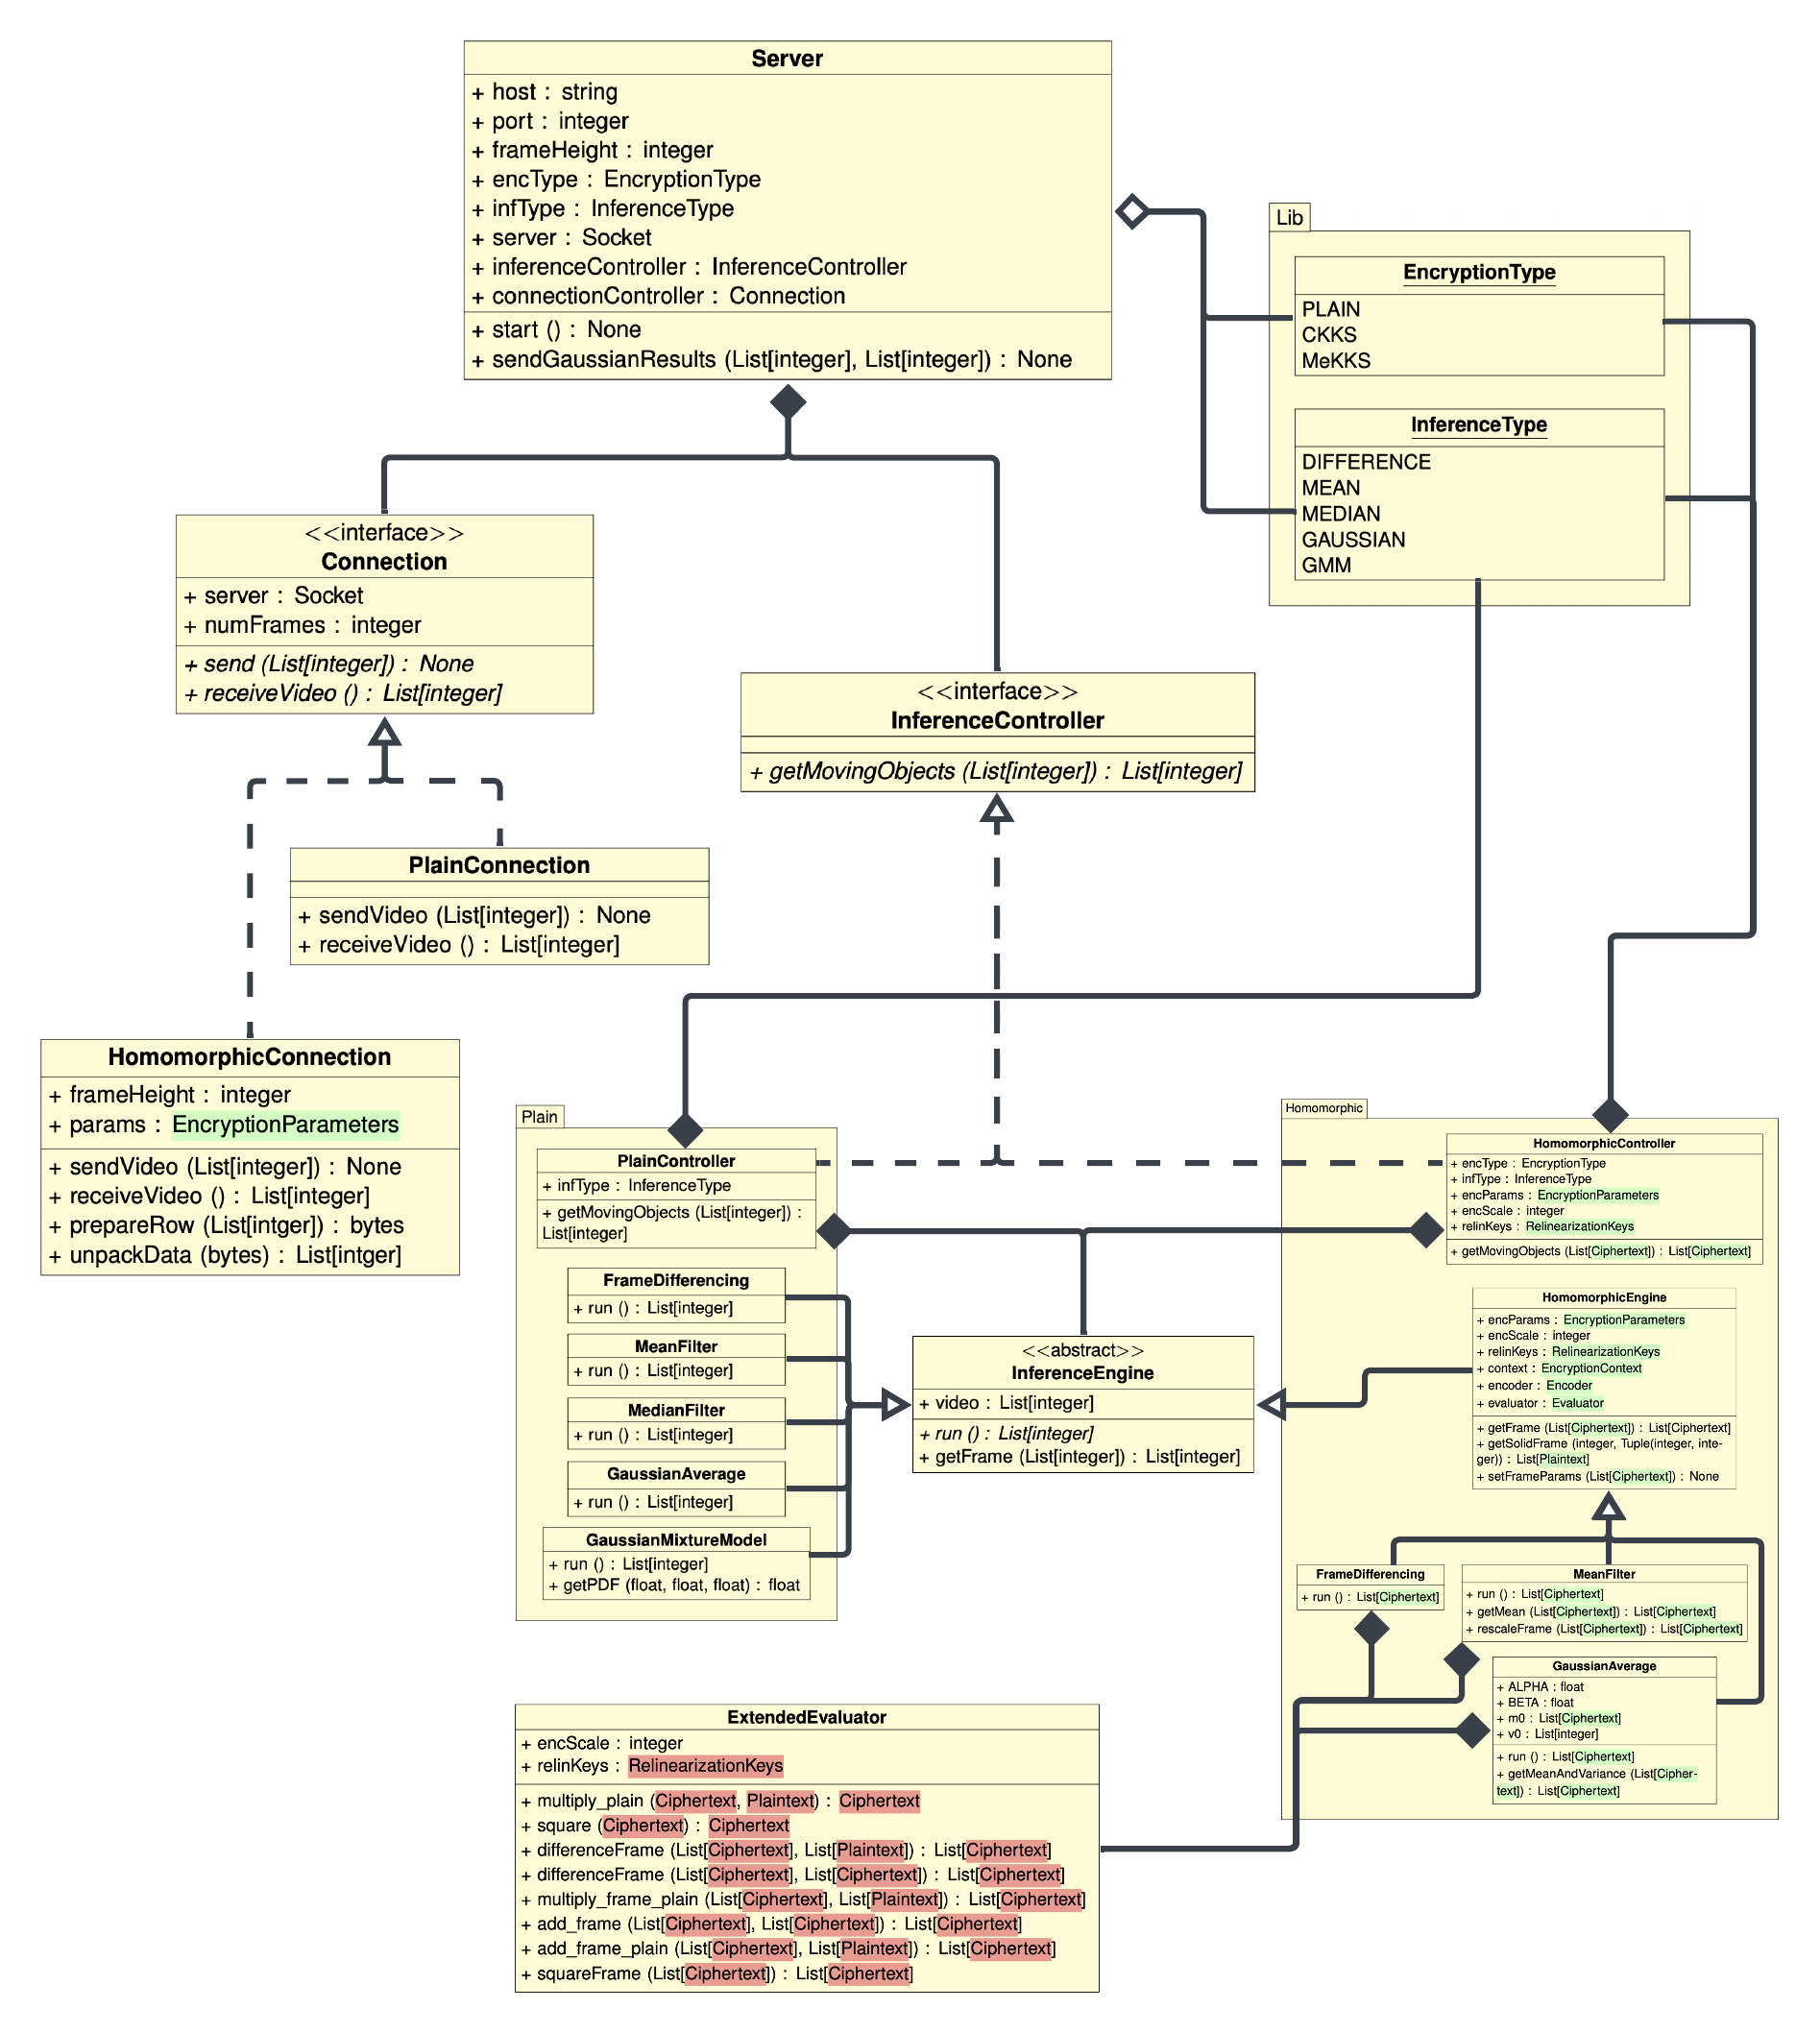 Server
+ host : string
+ port : integer
+ frameHeight : integer
+ encType : EncryptionType
+ infType : InferenceType
+ server : Socket
+ inferenceController : InferenceController
+ connectionController : Connection
+ start () : None
+ sendGaussianResults (List[integer], List[integer]) : None
Lib
EncryptionType
PLAIN
CKKS
MeKKS
InferenceType
DIFFERENCE
MEAN
MEDIAN
GAUSSIAN
GMM
<<interface>>
Connection
+ server : Socket
+ numFrames : integer
+ send (List[integer]) : None
+ receiveVideo () : List[integer]
<<interface>>
InferenceController
+ getMovingObjects (List[integer]) : List[integer]
PlainConnection
+ sendVideo (List[integer]) : None
+ receiveVideo () : List[integer]
HomomorphicConnection
+ frameHeight : integer
+ params : EncryptionParameters
+ sendVideo (List[integer]) : None
+ receiveVideo () : List[integer]
+ prepareRow (List[intger]) : bytes
+ unpackData (bytes) : List[intger]
Plain
PlainController
+ infType : InferenceType
+ getMovingObjects (List[integer]) :
List[integer]
FrameDifferencing
+ run () : List[integer]
MeanFilter
+ run () : List[integer]
MedianFilter
+ run () : List[integer]
GaussianAverage
+ run () : List[integer]
GaussianMixtureModel
+ run () : List[integer]
+ getPDF (float, float, float) : float
<<abstract>>
InferenceEngine
+ video : List[integer]
+ run () : List[integer]
+ getFrame (List[integer]) : List[integer]
Homomorphic
HomomorphicController
+ encType : EncryptionType
+ infType : InferenceType
+ encParams : EncryptionParameters
+ encScale : integer
+ relinKeys : RelinearizationKeys
+ getMovingObjects (List[Ciphertext]) : List[Ciphertext]
HomomorphicEngine
+ encParams : EncryptionParameters
+ encScale : integer
+ relinKeys : RelinearizationKeys
+ context : EncryptionContext
+ encoder : Encoder
+ evaluator : Evaluator
+ getFrame (List[Ciphertext]) : List[Ciphertext]
+ getSolidFrame (integer, Tuple(integer, inte-
ger)) : List[Plaintext]
+ setFrameParams (List[Ciphertext]) : None
FrameDifferencing
+ run () : List[Ciphertext]
MeanFilter
+ run () : List[Ciphertext]
+ getMean (List[Ciphertext]) : List[Ciphertext]
+ rescaleFrame (List[Ciphertext]) : List[Ciphertext]
GaussianAverage
+ ALPHA : float
+ BETA : float
+ m0 : List[Ciphertext]
+ v0 : List[integer]
+ run () : List[Ciphertext]
+ getMeanAndVariance (List[Cipher-
text]) : List[Ciphertext]
ExtendedEvaluator
+ encScale : integer
+ relinKeys : RelinearizationKeys
+ multiply_plain (Ciphertext, Plaintext) : Ciphertext
+ square (Ciphertext) : Ciphertext
+ differenceFrame (List[Ciphertext], List[Plaintext]) : List[Ciphertext]
+ differenceFrame (List[Ciphertext], List[Ciphertext]) : List[Ciphertext]
+ multiply_frame_plain (List[Ciphertext], List[Plaintext]) : List[Ciphertext]
+ add_frame (List[Ciphertext], List[Ciphertext]) : List[Ciphertext]
+ add_frame_plain (List[Ciphertext], List[Plaintext]) : List[Ciphertext]
+ squareFrame (List[Ciphertext]) : List[Ciphertext]